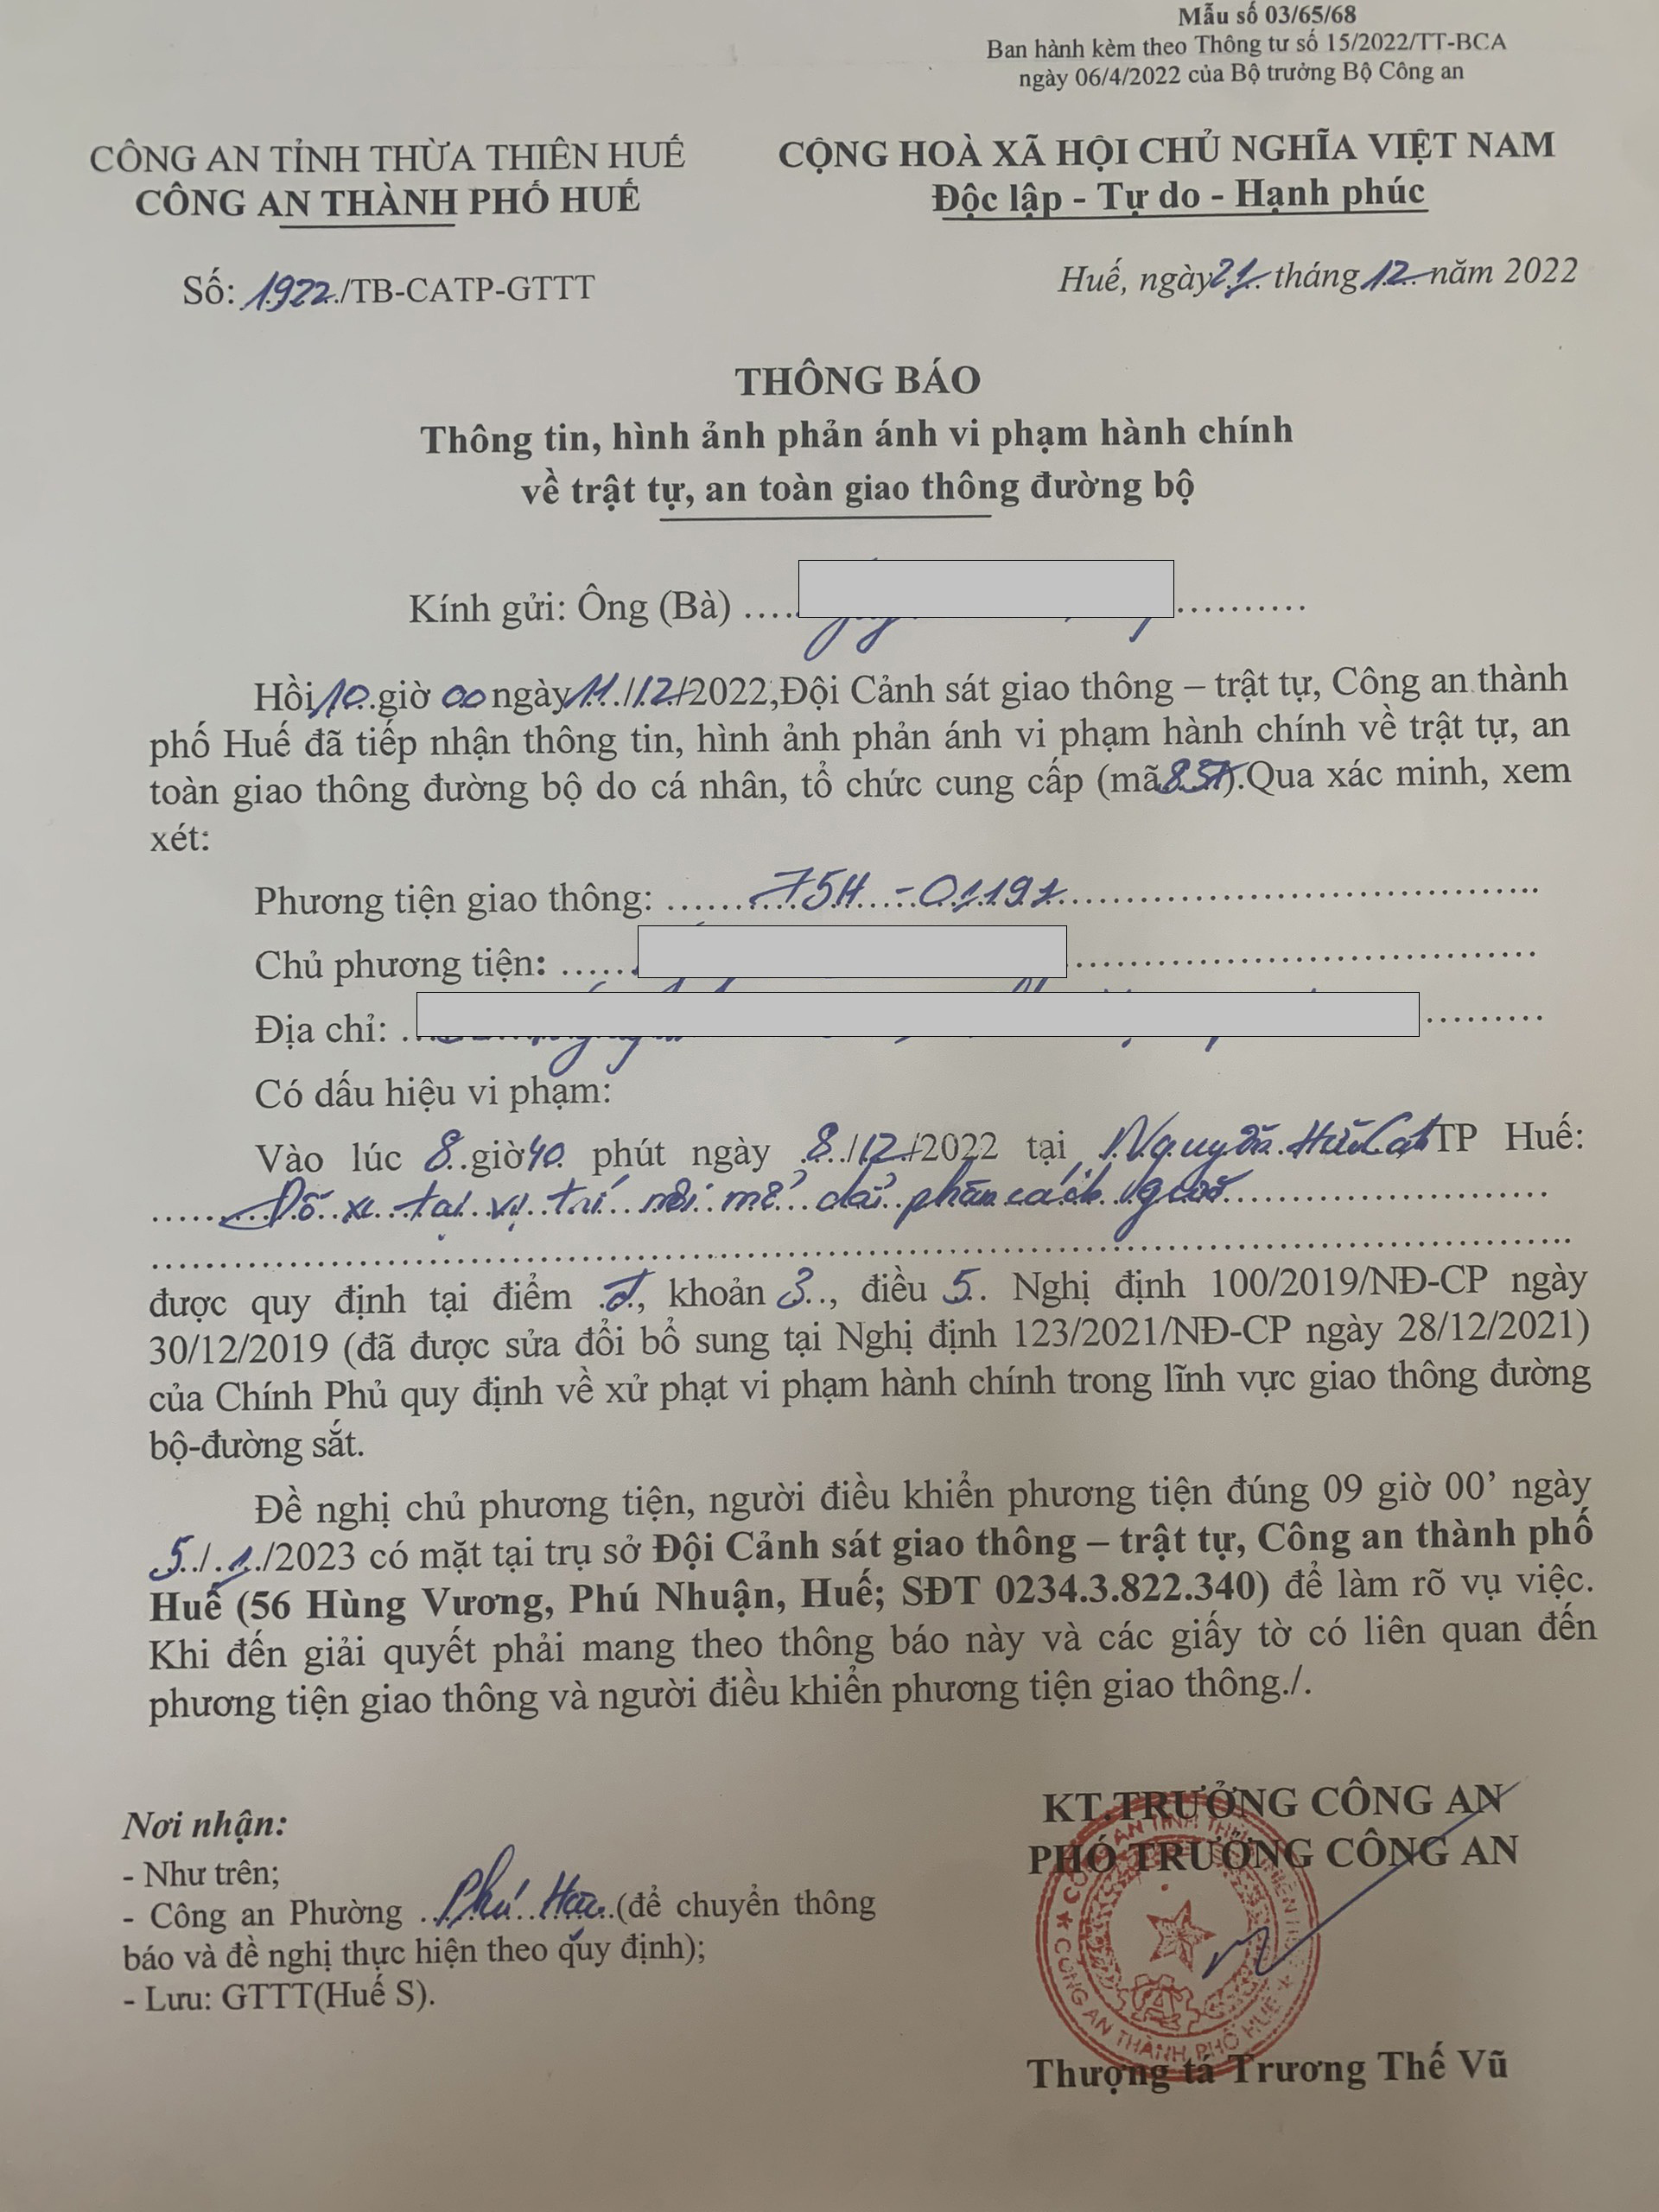 Mẫu số 03/65/68
Ban hành kèm theo Thông tư số 15/2022/TT-BCA
ngày 06/4/2022 của Bộ trưởng Bộ Công an
CÔNG AN TỈNH THỪA THIÊN HUẾ
CÔNG AN THÀNH PHỐ HUẾ
CỘNG HOÀ XÃ HỘI CHỦ NGHĨA VIỆT NAM
Độc lập - Tự do - Hạnh phúc
Số: 1922./TB-CATP-GTTT
Huế, ngày 21 tháng 12 năm 2022
THÔNG BÁO
Thông tin, hình ảnh phản ánh vi phạm hành chính
về trật tự, an toàn giao thông đường bộ
Kính gửi: Ông (Bà) ..............
Hồi 10 giờ 00 ngày 11/12/2022,Đội Cảnh sát giao thông – trật tự, Công an thành
phố Huế đã tiếp nhận thông tin, hình ảnh phản ánh vi phạm hành chính về trật tự, an
toàn giao thông đường bộ do cá nhân, tổ chức cung cấp (mã ).Qua xác minh, xem
xét:
Phương tiện giao thông: ......75H - 01191......
Chủ phương tiện: ......
Địa chỉ: ......
Có dấu hiệu vi phạm:
Vào lúc 8 giờ 40 phút ngày 8/12/2022 tại Nguyễn TP Huế:
Đỗ xe tại vị trí nơi mở dải phân cách giữa
được quy định tại điểm đ, khoản 3.., điều 5. Nghị định 100/2019/NĐ-CP ngày
30/12/2019 (đã được sửa đổi bổ sung tại Nghị định 123/2021/NĐ-CP ngày 28/12/2021)
của Chính Phủ quy định về xử phạt vi phạm hành chính trong lĩnh vực giao thông đường
bộ-đường sắt.
Đề nghị chủ phương tiện, người điều khiển phương tiện đúng 09 giờ 00’ ngày
5./.1./2023 có mặt tại trụ sở Đội Cảnh sát giao thông – trật tự, Công an thành phố
Huế (56 Hùng Vương, Phú Nhuận, Huế; SĐT 0234.3.822.340) để làm rõ vụ việc.
Khi đến giải quyết phải mang theo thông báo này và các giấy tờ có liên quan đến
phương tiện giao thông và người điều khiển phương tiện giao thông./.
Nơi nhận:
- Như trên;
- Công an Phường Phú Hậu (để chuyển thông
báo và đề nghị thực hiện theo quy định);
- Lưu: GTTT(Huế S).
KT.TRƯỞNG CÔNG AN
PHÓ TRƯỞNG CÔNG AN
CÔNG AN TỈNH THỪA THIÊN HUẾ
CÔNG AN THÀNH PHỐ HUẾ
Thượng tá Trương Thế Vũ